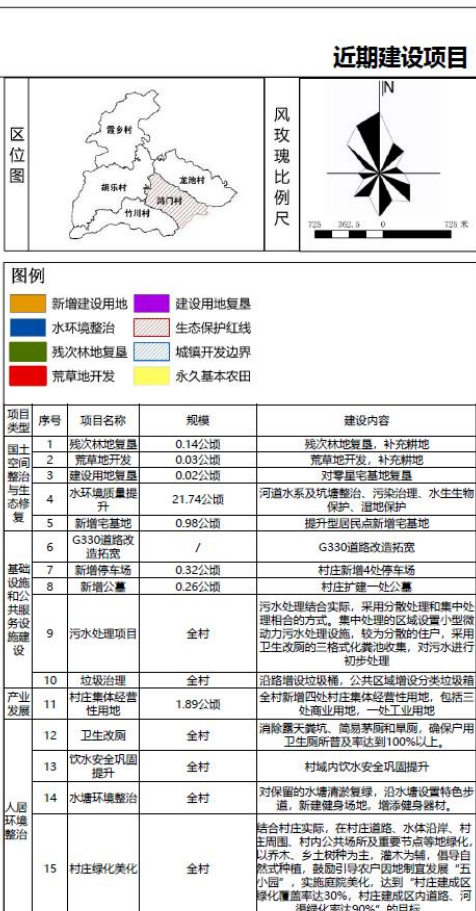 近期建设项目
区位图
霞乡村
胡乐村
龙池村
鸿门村
竹川村
风玫瑰比例尺
N
725 362.5 0 725 米
图例
新增建设用地 建设用地复垦
水环境整治 生态保护红线
残次林地复垦 城镇开发边界
荒草地开发 永久基本农田
项目类型 序号 项目名称 规模 建设内容
国土空间整治与生态修复
1 残次林地复垦 0.14公顷 残次林地复垦，补充耕地
2 荒草地开发 0.03公顷 荒草地开发，补充耕地
3 建设用地复垦 0.02公顷 对零星宅基地复垦
4 水环境质量提升 21.74公顷 河道水系及坑塘整治、污染治理、水生生物
保护、湿地保护
5 新增宅基地 0.98公顷 提升型居民点新增宅基地
基础设施和公共服务设施建设
6 G330道路改造拓宽 / G330道路改造拓宽
7 新增停车场 0.32公顷 村庄新增4处停车场
8 新增公墓 0.26公顷 村庄扩建一处公墓
9 污水处理项目 全村 污水处理结合实际，采用分散处理和集中处
理相合的方式。集中处理的区域设置小型微
动力污水处理设施，较为分散的住户，采用
卫生改厕的三格式化粪池收集，对污水进行
初步处理
10 垃圾治理 全村 沿路增设垃圾桶，公共区域增设分类垃圾箱
产业发展
11 村庄集体经营性用地 1.89公顷 全村新增四处村庄集体经营性用地，包括三
处商业用地，一处工业用地
人居环境整治
12 卫生改厕 全村 消除露天粪坑、简易茅厕和旱厕，确保户用
卫生厕所普及率达到100%以上。
13 饮水安全巩固提升 全村 村域内饮水安全巩固提升
14 水塘环境整治 全村 对保留的水塘清淤复绿，沿水塘设置特色步
道，新建健身场地，增添健身器材。
15 村庄绿化美化 全村 结合村庄实际，在村庄道路、水体沿岸、村
庄周围、村内公共场所及重要节点等地绿化，
以乔木、乡土树种为主，灌木为辅，倡导自
然式种植，鼓励引导农户因地制宜发展“五
小园”，实施庭院美化，达到“村庄建成区
绿化覆盖率达30%，村庄建成区内道路、河
渠绿化率达90%”的目标